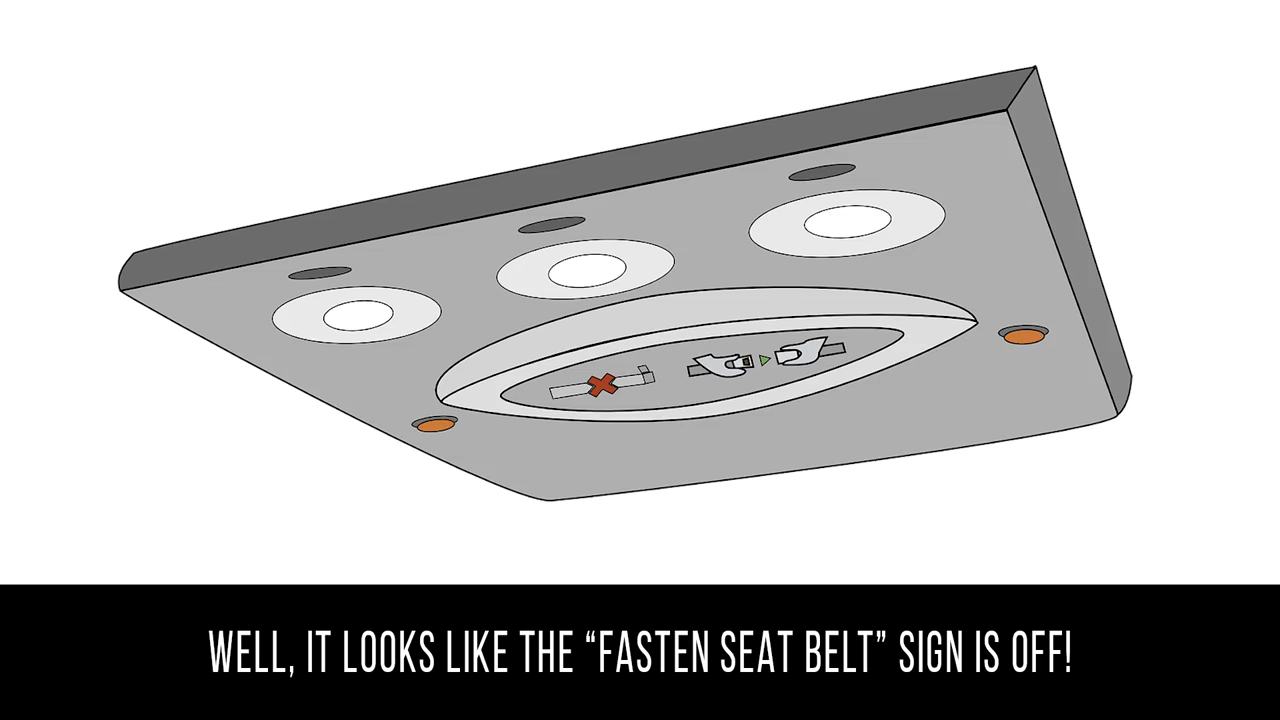 WELL, IT LOOKS LIKE THE “FASTEN SEAT BELT” SIGN IS OFF!